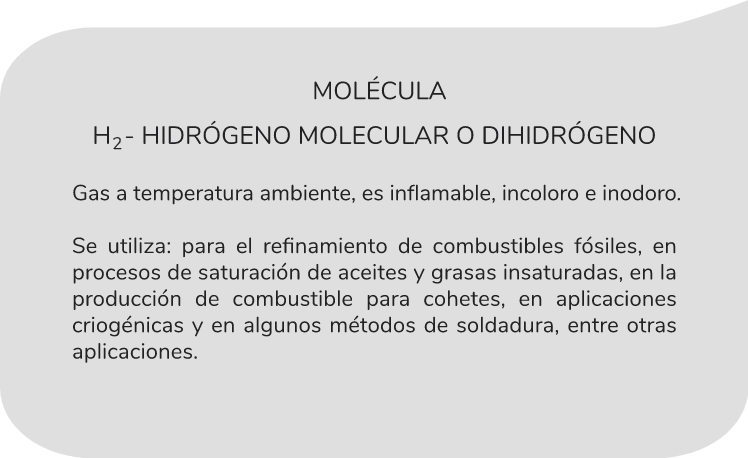 MOLÉCULA
H₂- HIDRÓGENO MOLECULAR O DIHIDRÓGENO
Gas a temperatura ambiente, es inflamable, incoloro e inodoro.
Se utiliza: para el refinamiento de combustibles fósiles, en
procesos de saturación de aceites y grasas insaturadas, en la
producción de combustible para cohetes, en aplicaciones
criogénicas y en algunos métodos de soldadura, entre otras
aplicaciones.